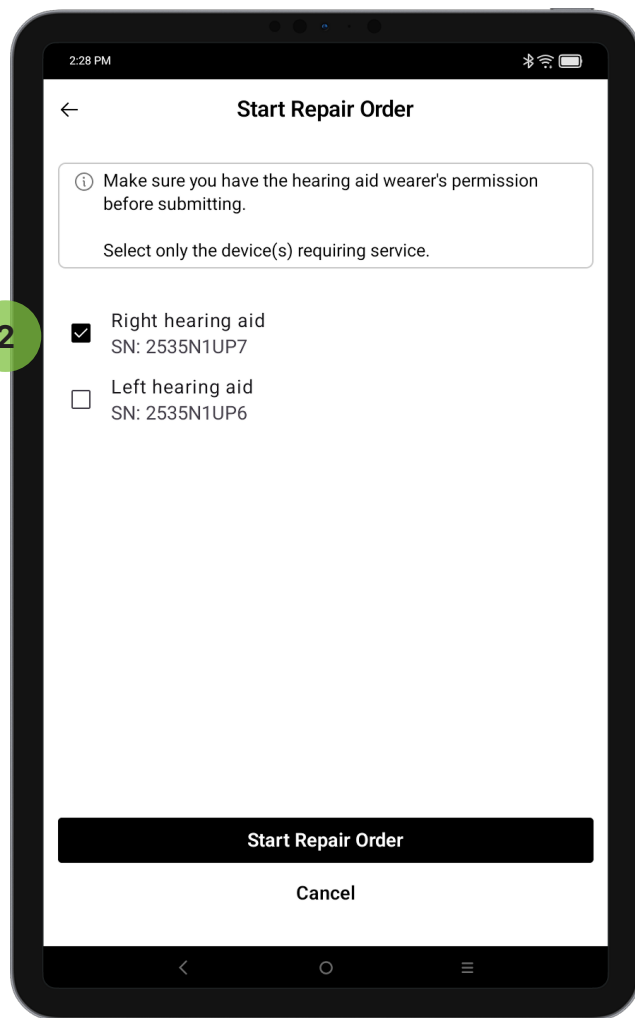 2:28 PM
Start Repair Order
Make sure you have the hearing aid wearer's permission
before submitting.
Select only the device(s) requiring service.
2
Right hearing aid
SN: 2535N1UP7
Left hearing aid
SN: 2535N1UP6
Start Repair Order
Cancel